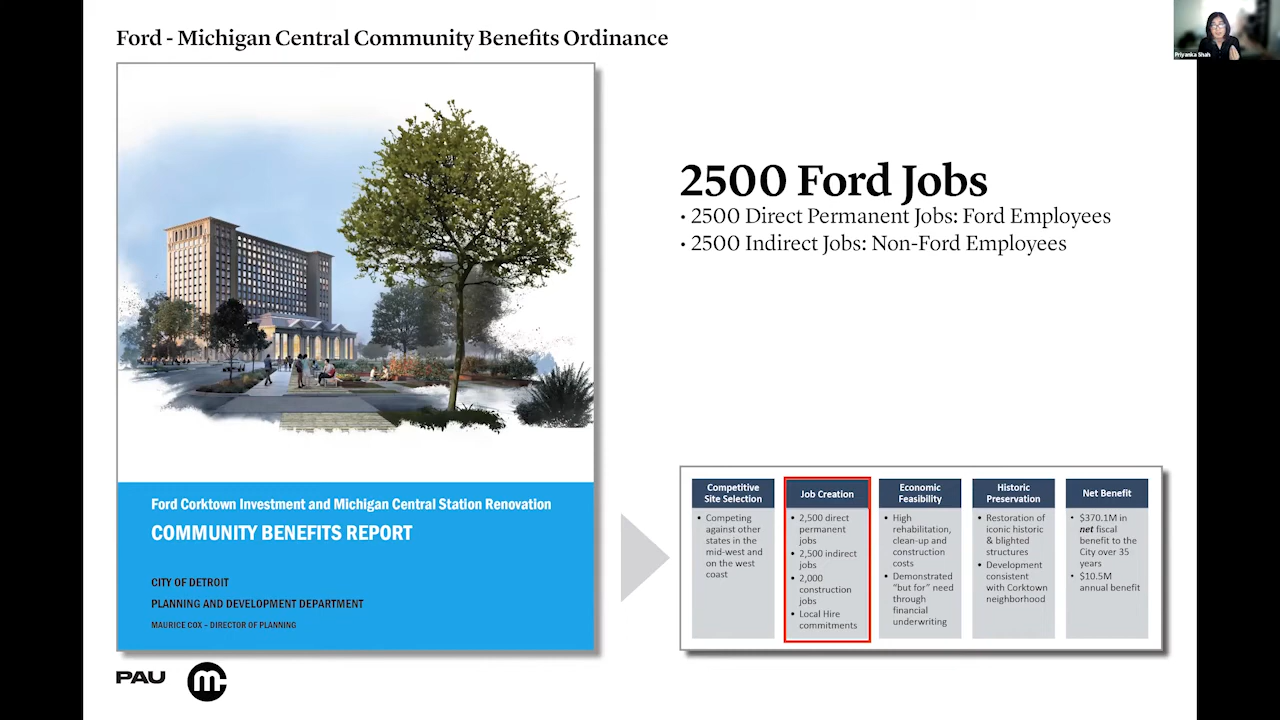 Ford - Michigan Central Community Benefits Ordinance
Priyanka Shah
2500 Ford Jobs
• 2500 Direct Permanent Jobs: Ford Employees
• 2500 Indirect Jobs: Non-Ford Employees
Ford Corktown Investment and Michigan Central Station Renovation
COMMUNITY BENEFITS REPORT
CITY OF DETROIT
PLANNING AND DEVELOPMENT DEPARTMENT
MAURICE COX – DIRECTOR OF PLANNING
Competitive
Site Selection
• Competing
against other
states in the
mid-west and
on the west
coast
Job Creation
• 2,500 direct
permanent
jobs
• 2,500 indirect
jobs
• 2,000
construction
jobs
• Local Hire
commitments
Economic
Feasibility
• High
rehabilitation,
clean-up and
construction
costs
• Demonstrated
“but for” need
through
financial
underwriting
Historic
Preservation
• Restoration of
iconic historic
& blighted
structures
• Development
consistent
with Corktown
neighborhood
Net Benefit
• $370.1M in
net fiscal
benefit to the
City over 35
years
• $10.5M
annual benefit
PAU
mc